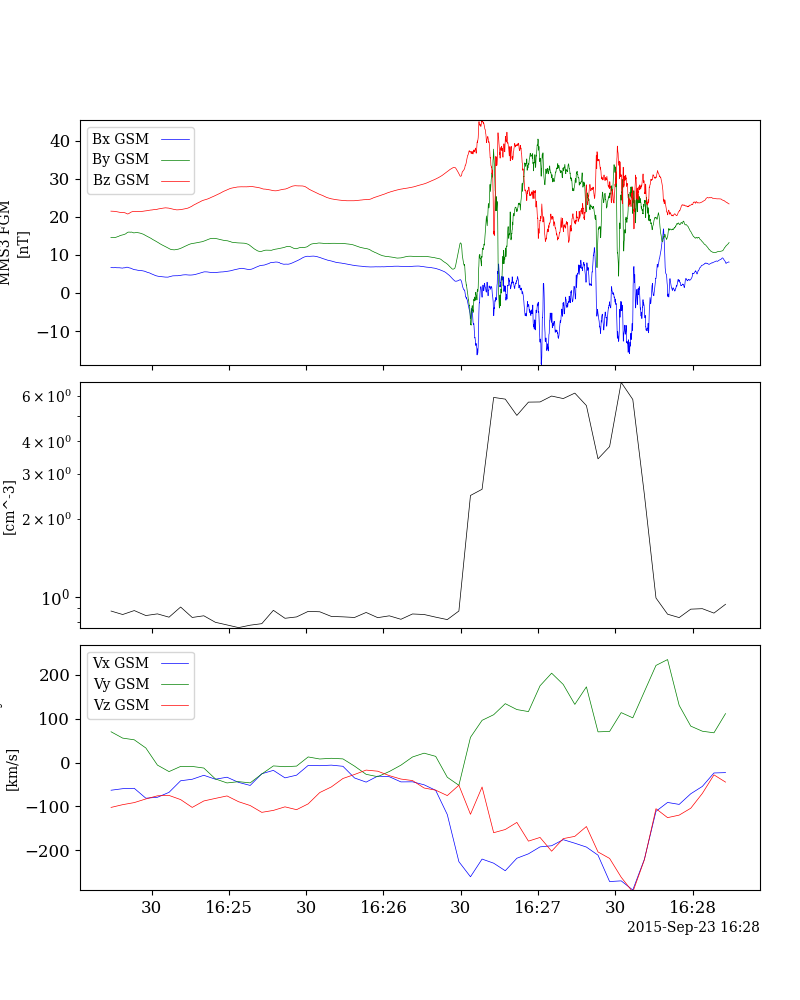 MMS3 FGM
[nT]
40
30
20
10
0
−10
Bx GSM
By GSM
Bz GSM
[cm^-3]
6 × 10⁰
4 × 10⁰
3 × 10⁰
2 × 10⁰
10⁰
[km/s]
200
100
0
−100
−200
Vx GSM
Vy GSM
Vz GSM
30 16:25 30 16:26 30 16:27 30 16:28
2015-Sep-23 16:28